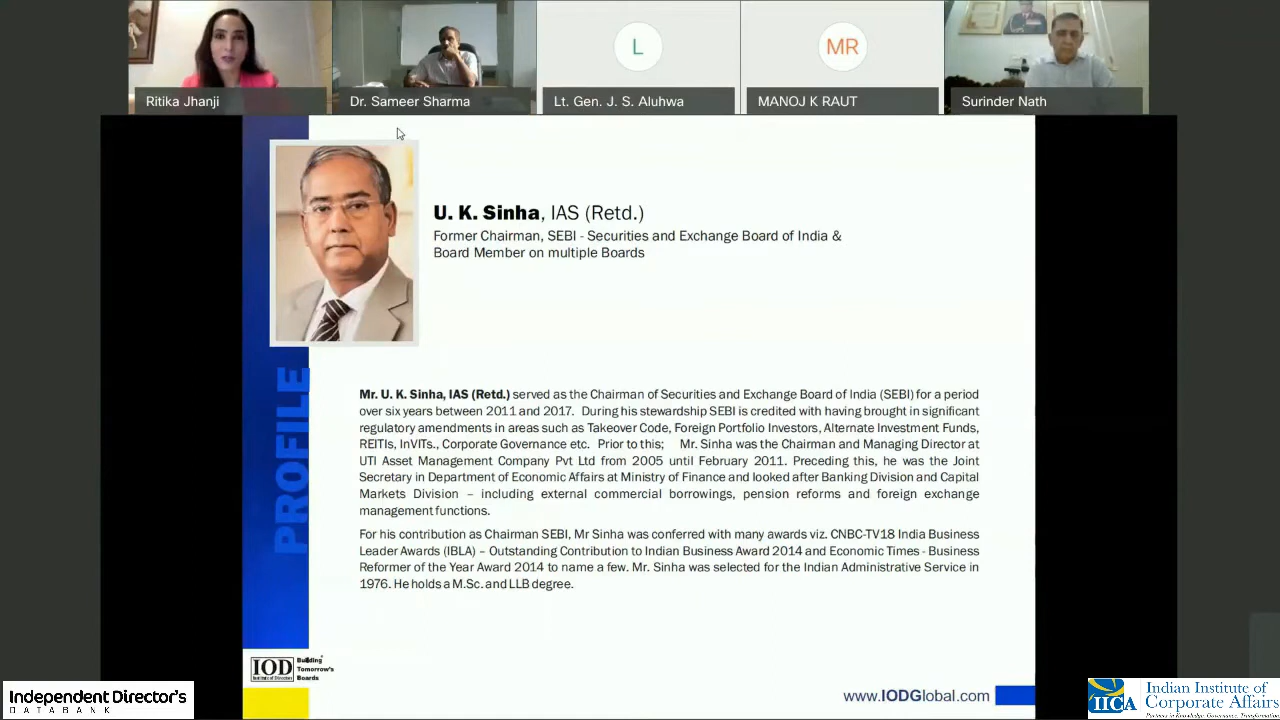 L
MR
Ritika Jhanji
Dr. Sameer Sharma
Lt. Gen. J. S. Aluhwa
MANOJ K RAUT
Surinder Nath
U. K. Sinha, IAS (Retd.)
Former Chairman, SEBI - Securities and Exchange Board of India &
Board Member on multiple Boards
PROFILE
Mr. U. K. Sinha, IAS (Retd.) served as the Chairman of Securities and Exchange Board of India (SEBI) for a period
over six years between 2011 and 2017. During his stewardship SEBI is credited with having brought in significant
regulatory amendments in areas such as Takeover Code, Foreign Portfolio Investors, Alternate Investment Funds,
REITIs, InVITs., Corporate Governance etc. Prior to this; Mr. Sinha was the Chairman and Managing Director at
UTI Asset Management Company Pvt Ltd from 2005 until February 2011. Preceding this, he was the Joint
Secretary in Department of Economic Affairs at Ministry of Finance and looked after Banking Division and Capital
Markets Division – including external commercial borrowings, pension reforms and foreign exchange
management functions.
For his contribution as Chairman SEBI, Mr Sinha was conferred with many awards viz. CNBC-TV18 India Business
Leader Awards (IBLA) – Outstanding Contribution to Indian Business Award 2014 and Economic Times - Business
Reformer of the Year Award 2014 to name a few. Mr. Sinha was selected for the Indian Administrative Service in
1976. He holds a M.Sc. and LLB degree.
IOD
Institute of Directors
Building
Tomorrow's
Boards
www.IODGlobal.com
Independent Director's
DATABANK
IICA
Indian Institute of
Corporate Affairs
Partners in Knowledge. Governance. Transformation